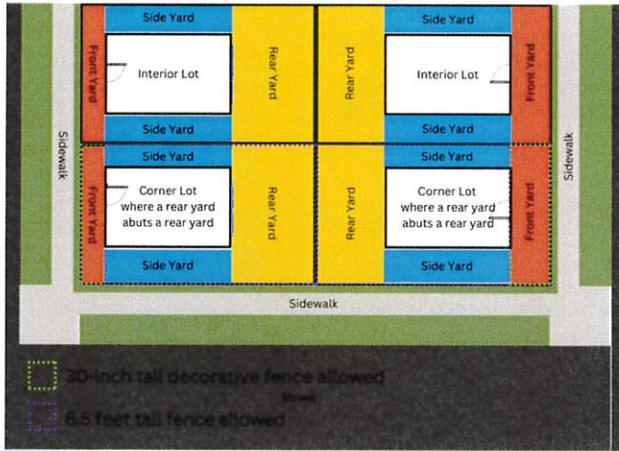 Side Yard
Side Yard
Front Yard
Interior Lot
Rear Yard
Rear Yard
Interior Lot
Front Yard
Side Yard
Side Yard
Sidewalk
Sidewalk
Side Yard
Side Yard
Front Yard
Corner Lot
where a rear yard
abuts a rear yard
Rear Yard
Rear Yard
Corner Lot
where a rear yard
abuts a rear yard
Front Yard
Side Yard
Side Yard
Sidewalk
30-inch tall decorative fence allowed
Street
6.5 feet tall fence allowed